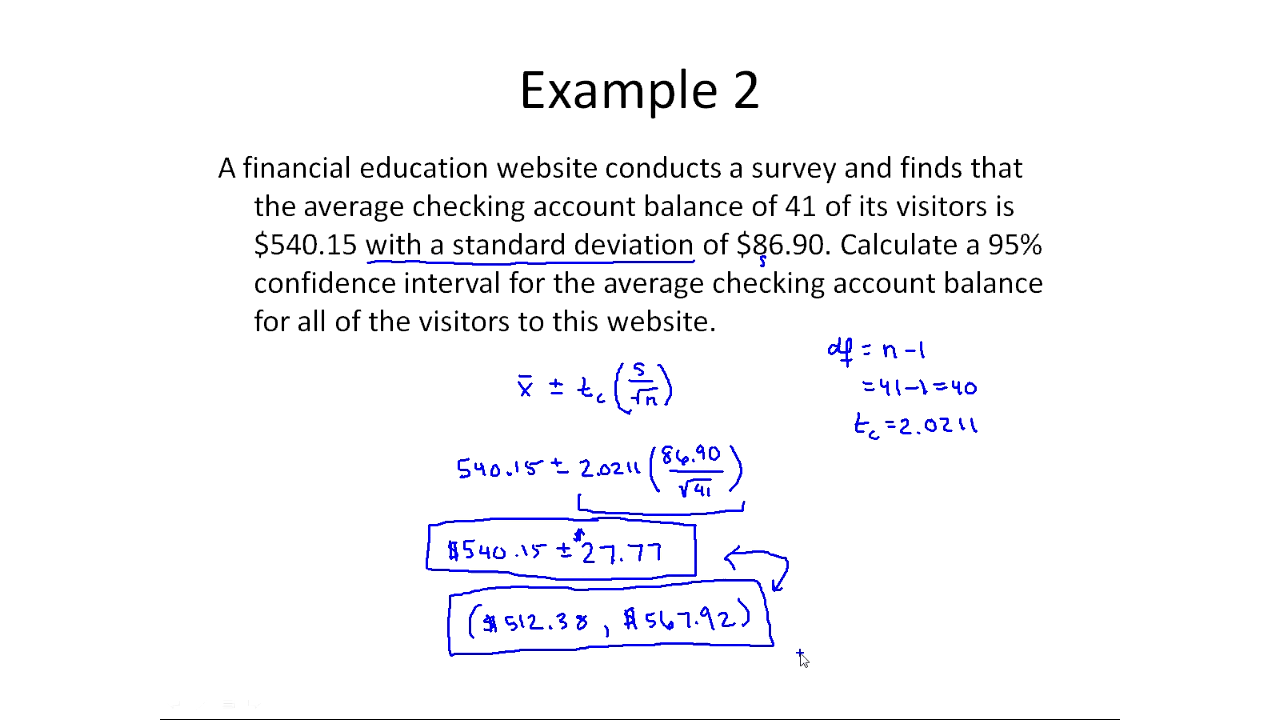 Example 2
A financial education website conducts a survey and finds that
the average checking account balance of 41 of its visitors is
$540.15 with a standard deviation of $86.90. Calculate a 95%
s
confidence interval for the average checking account balance
for all of the visitors to this website.
df = n-1
= 41-1 = 40
t_c = 2.0211
x̄ ± t_c (s/√n)
540.15 ± 2.0211 (86.90/√41)
$540.15 ± $27.77
($512.38, $567.92)